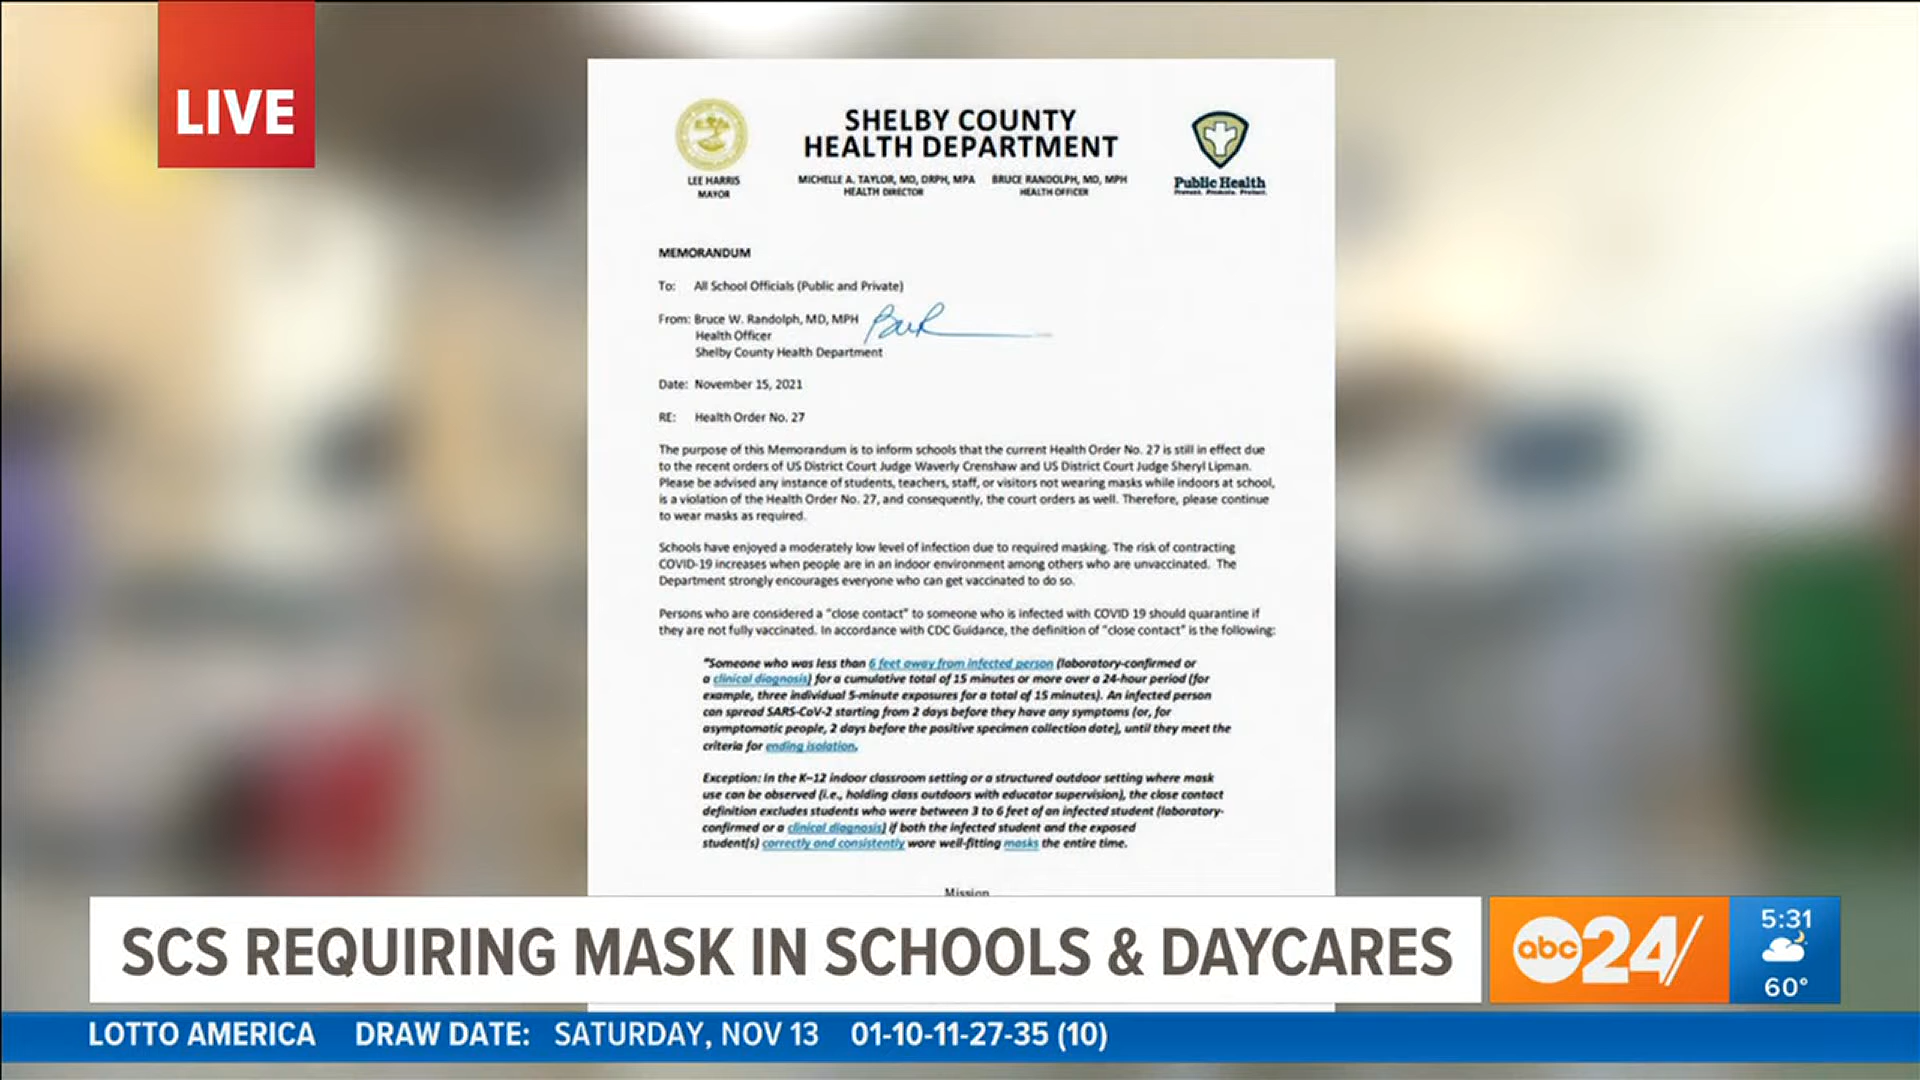 LIVE
SHELBY COUNTY
HEALTH DEPARTMENT
LEE HARRIS
MAYOR
MICHELLE A. TAYLOR, MD, DRPH, MPA
HEALTH DIRECTOR
BRUCE RANDOLPH, MD, MPH
HEALTH OFFICER
Public Health
Prevent. Promote. Protect.
MEMORANDUM
To: All School Officials (Public and Private)
From: Bruce W. Randolph, MD, MPH
Health Officer
Shelby County Health Department
Date: November 15, 2021
RE: Health Order No. 27
The purpose of this Memorandum is to inform schools that the current Health Order No. 27 is still in effect due
to the recent orders of US District Court Judge Waverly Crenshaw and US District Court Judge Sheryl Lipman.
Please be advised any instance of students, teachers, staff, or visitors not wearing masks while indoors at school,
is a violation of the Health Order No. 27, and consequently, the court orders as well. Therefore, please continue
to wear masks as required.
Schools have enjoyed a moderately low level of infection due to required masking. The risk of contracting
COVID-19 increases when people are in an indoor environment among others who are unvaccinated. The
Department strongly encourages everyone who can get vaccinated to do so.
Persons who are considered a "close contact" to someone who is infected with COVID 19 should quarantine if
they are not fully vaccinated. In accordance with CDC Guidance, the definition of "close contact" is the following:
"Someone who was less than 6 feet away from infected person (laboratory-confirmed or
a clinical diagnosis) for a cumulative total of 15 minutes or more over a 24-hour period (for
example, three individual 5-minute exposures for a total of 15 minutes). An infected person
can spread SARS-CoV-2 starting from 2 days before they have any symptoms (or, for
asymptomatic people, 2 days before the positive specimen collection date), until they meet the
criteria for ending isolation.
Exception: In the K–12 indoor classroom setting or a structured outdoor setting where mask
use can be observed (i.e., holding class outdoors with educator supervision), the close contact
definition excludes students who were between 3 to 6 feet of an infected student (laboratory-
confirmed or a clinical diagnosis) if both the infected student and the exposed
student(s) correctly and consistently wore well-fitting masks the entire time.
Mission
SCS REQUIRING MASK IN SCHOOLS & DAYCARES
abc 24
5:31
60°
LOTTO AMERICA DRAW DATE: SATURDAY, NOV 13 01-10-11-27-35 (10)